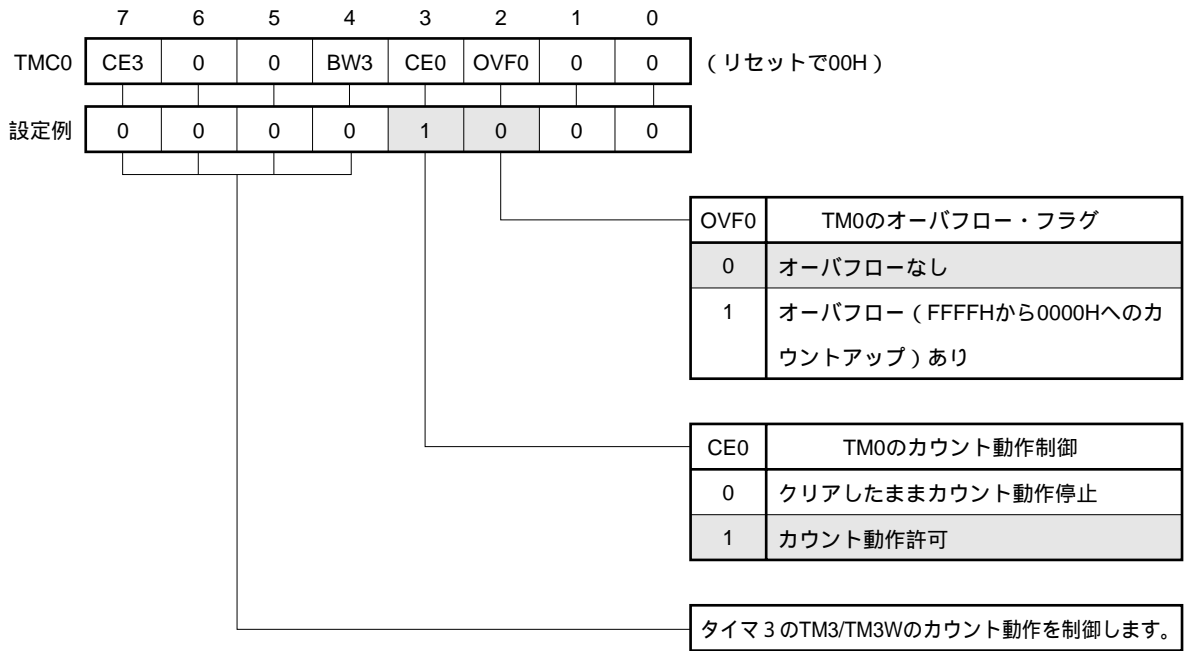 7 6 5 4 3 2 1 0
TMC0 CE3 0 0 BW3 CE0 OVF0 0 0 （リセットで00H）
設定例 0 0 0 0 1 0 0 0
OVF0 TM0のオーバフロー・フラグ
0 オーバフローなし
1 オーバフロー（FFFFHから0000Hへのカ
ウントアップ）あり
CE0 TM0のカウント動作制御
0 クリアしたままカウント動作停止
1 カウント動作許可
タイマ３のTM3/TM3Wのカウント動作を制御します。